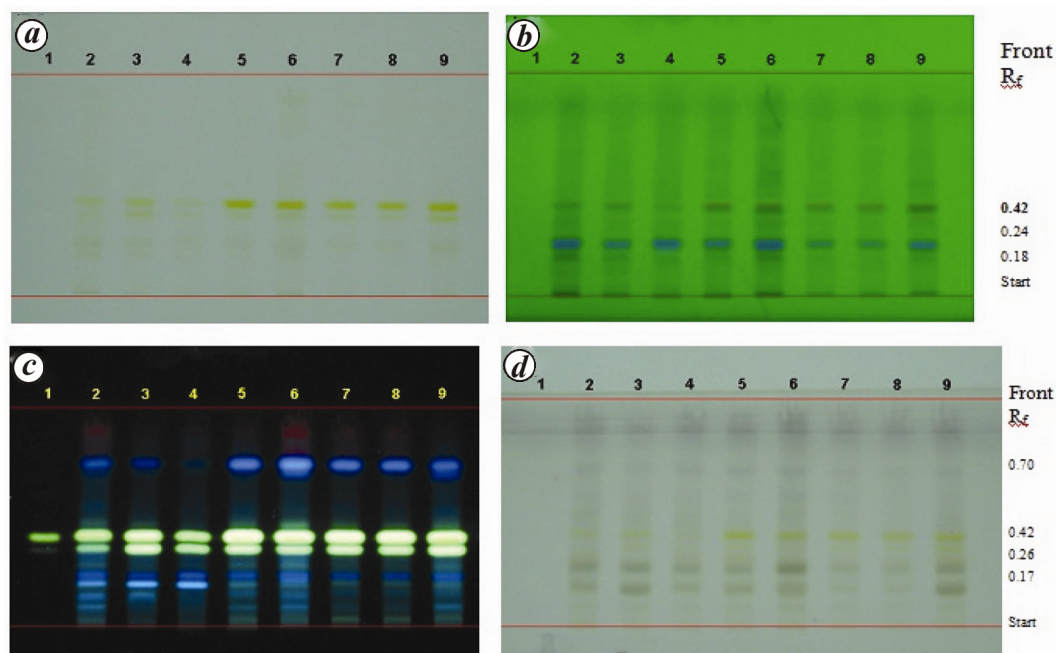 a
1 2 3 4 5 6 7 8 9
b
1 2 3 4 5 6 7 8 9
Front
Rf
0.42
0.24
0.18
Start
c
1 2 3 4 5 6 7 8 9
d
1 2 3 4 5 6 7 8 9
Front
Rf
0.70
0.42
0.26
0.17
Start